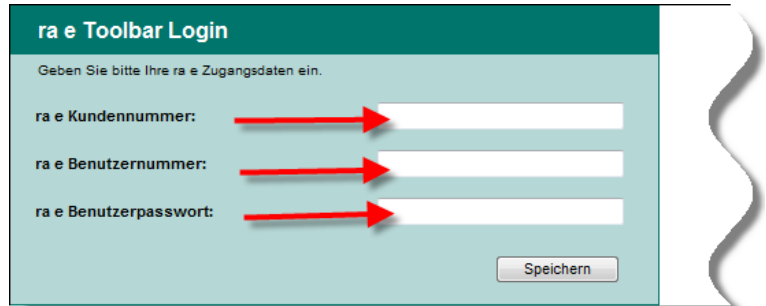 ra e Toolbar Login
Geben Sie bitte Ihre ra e Zugangsdaten ein.
ra e Kundennummer:
ra e Benutzernummer:
ra e Benutzerpasswort:
Speichern